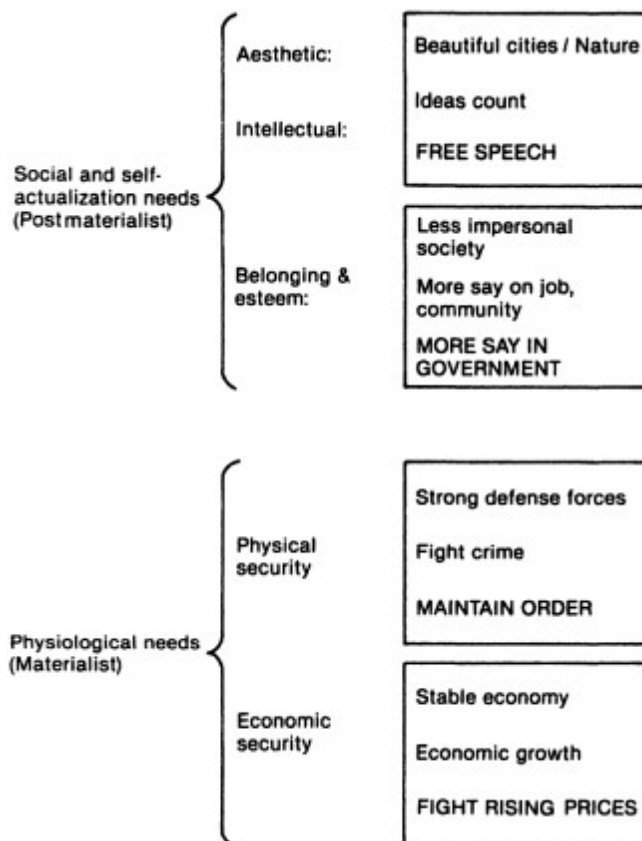 Social and self-
actualization needs
(Postmaterialist)
Aesthetic:
Beautiful cities / Nature
Intellectual:
Ideas count
FREE SPEECH
Belonging &
esteem:
Less impersonal
society
More say on job,
community
MORE SAY IN
GOVERNMENT
Physiological needs
(Materialist)
Physical
security
Strong defense forces
Fight crime
MAINTAIN ORDER
Economic
security
Stable economy
Economic growth
FIGHT RISING PRICES